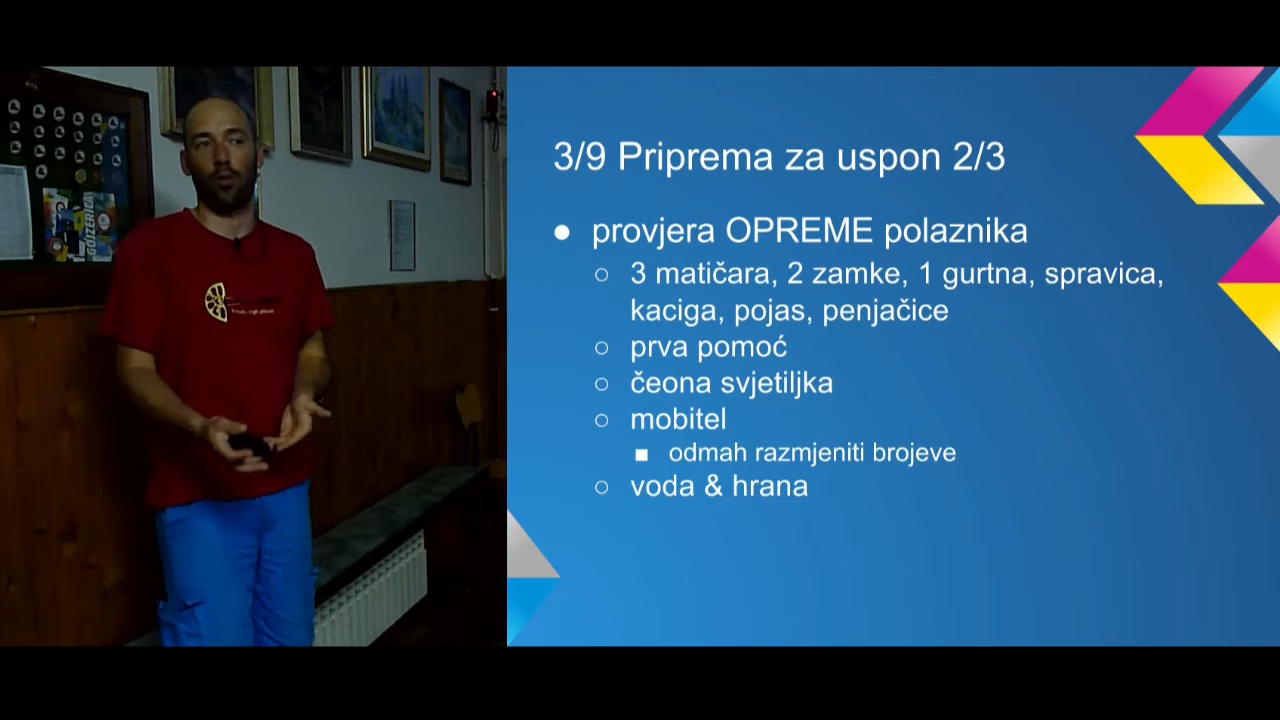 3/9 Priprema za uspon 2/3
● provjera OPREME polaznika
○ 3 matičara, 2 zamke, 1 gurtna, spravica,
kaciga, pojas, penjačice
○ prva pomoć
○ čeona svjetiljka
○ mobitel
■ odmah razmjeniti brojeve
○ voda & hrana
GOJZERICA